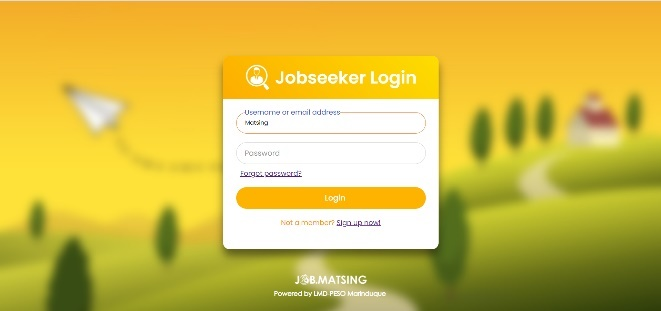 Jobseeker Login
Username or email address
Matsing
Password
Forgot password?
Login
Not a member? Sign up now!
JOB.MATSING
Powered by LMD PESO Marinduque